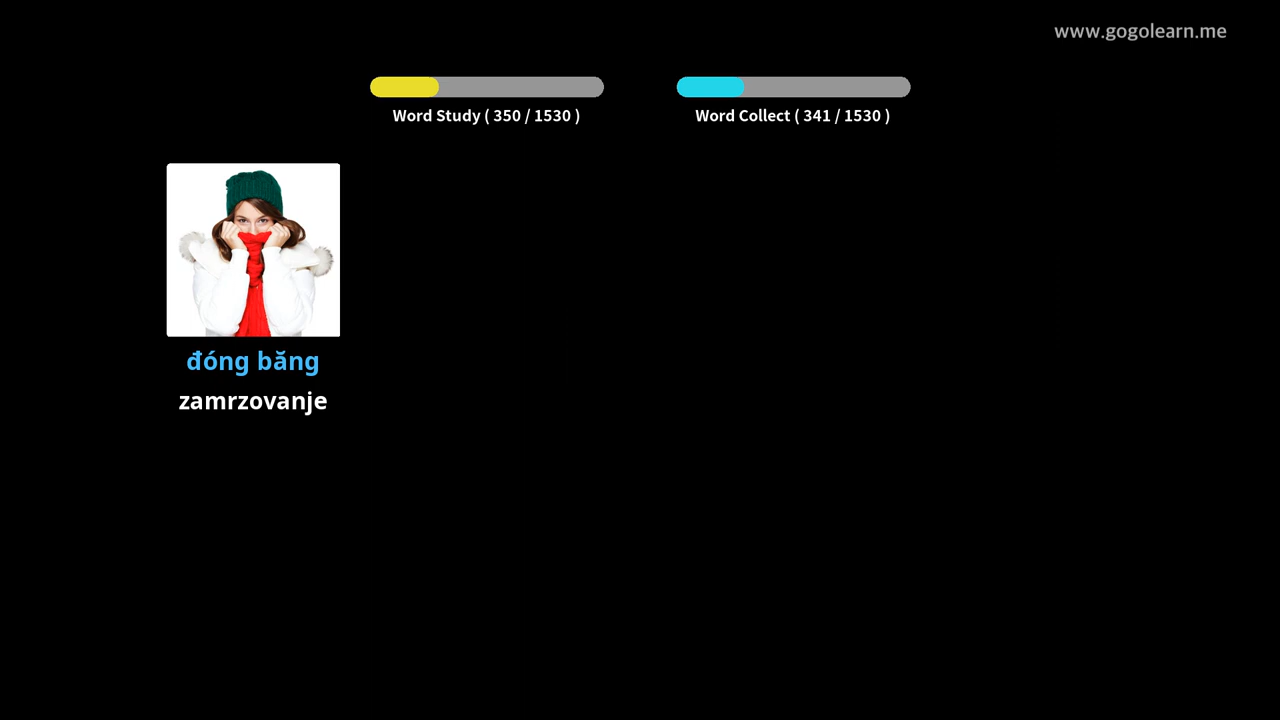 www.gogolearn.me
Word Study ( 350 / 1530 )
Word Collect ( 341 / 1530 )
đóng băng
zamrzovanje